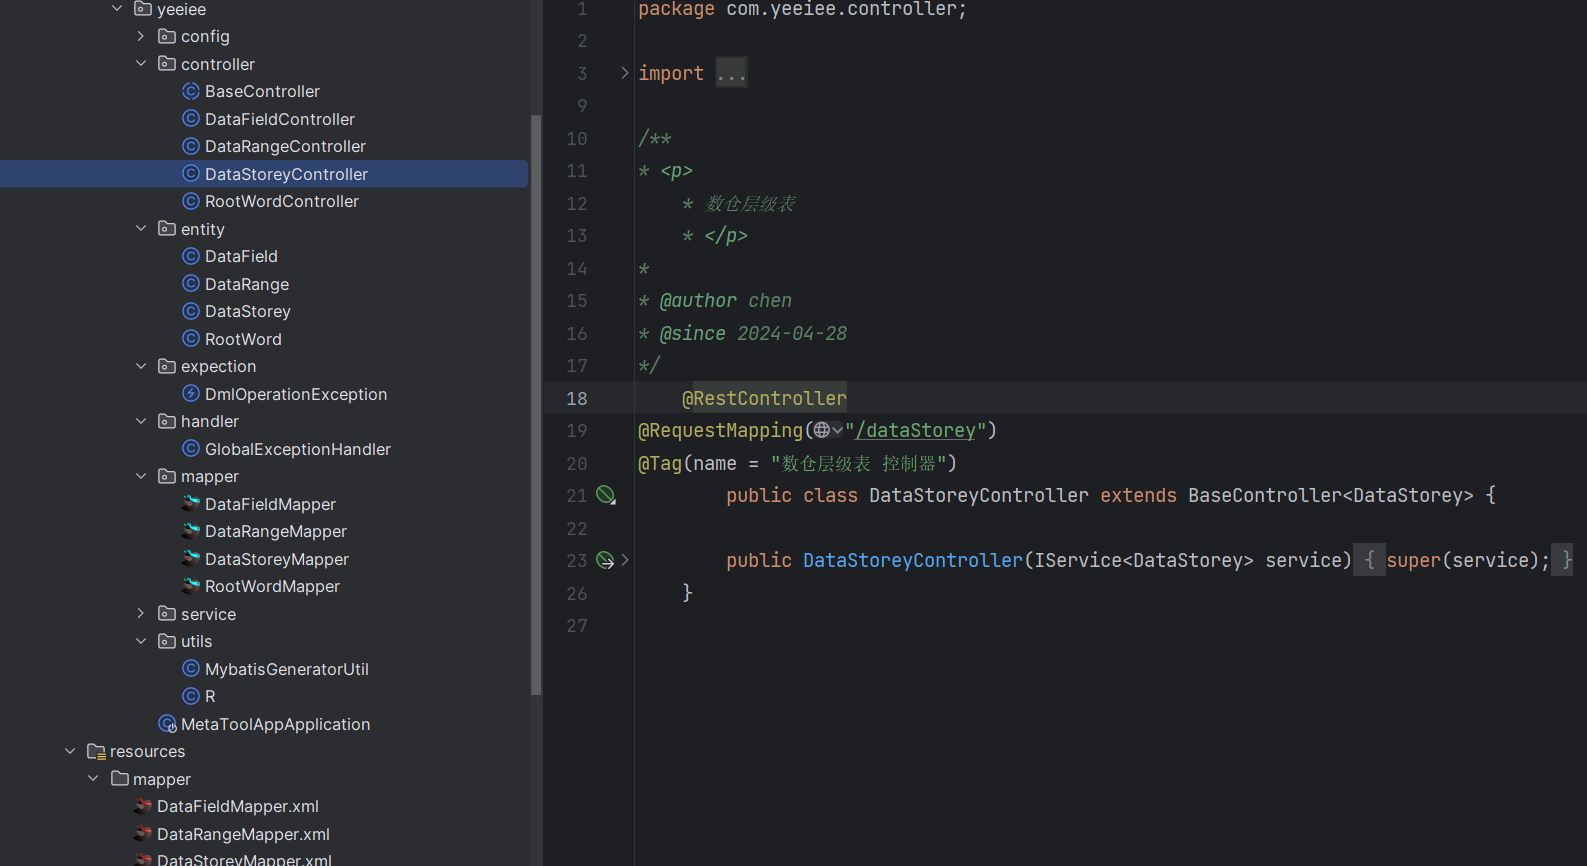 yeeiee
config
controller
BaseController
DataFieldController
DataRangeController
DataStoreyController
RootWordController
entity
DataField
DataRange
DataStorey
RootWord
expection
DmlOperationException
handler
GlobalExceptionHandler
mapper
DataFieldMapper
DataRangeMapper
DataStoreyMapper
RootWordMapper
service
utils
MybatisGeneratorUtil
R
MetaToolAppApplication
resources
mapper
DataFieldMapper.xml
DataRangeMapper.xml
DataStoreyMapper.xml
1 package com.yeeiee.controller;
2
3 import ...
9
10 /**
11 * <p>
12 * 数仓层级表
13 * </p>
14 *
15 * @author chen
16 * @since 2024-04-28
17 */
18 @RestController
19 @RequestMapping("/dataStorey")
20 @Tag(name = "数仓层级表 控制器")
21 public class DataStoreyController extends BaseController<DataStorey> {
22
23 public DataStoreyController(IService<DataStorey> service) { super(service); }
26 }
27